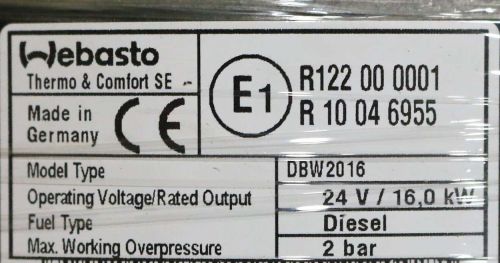 Webasto
Thermo & Comfort SE
Made in
Germany
CE
E1
R122 00 0001
R 10 04 6955
Model Type DBW2016
Operating Voltage/Rated Output 24 V / 16,0 kW
Fuel Type Diesel
Max. Working Overpressure 2 bar